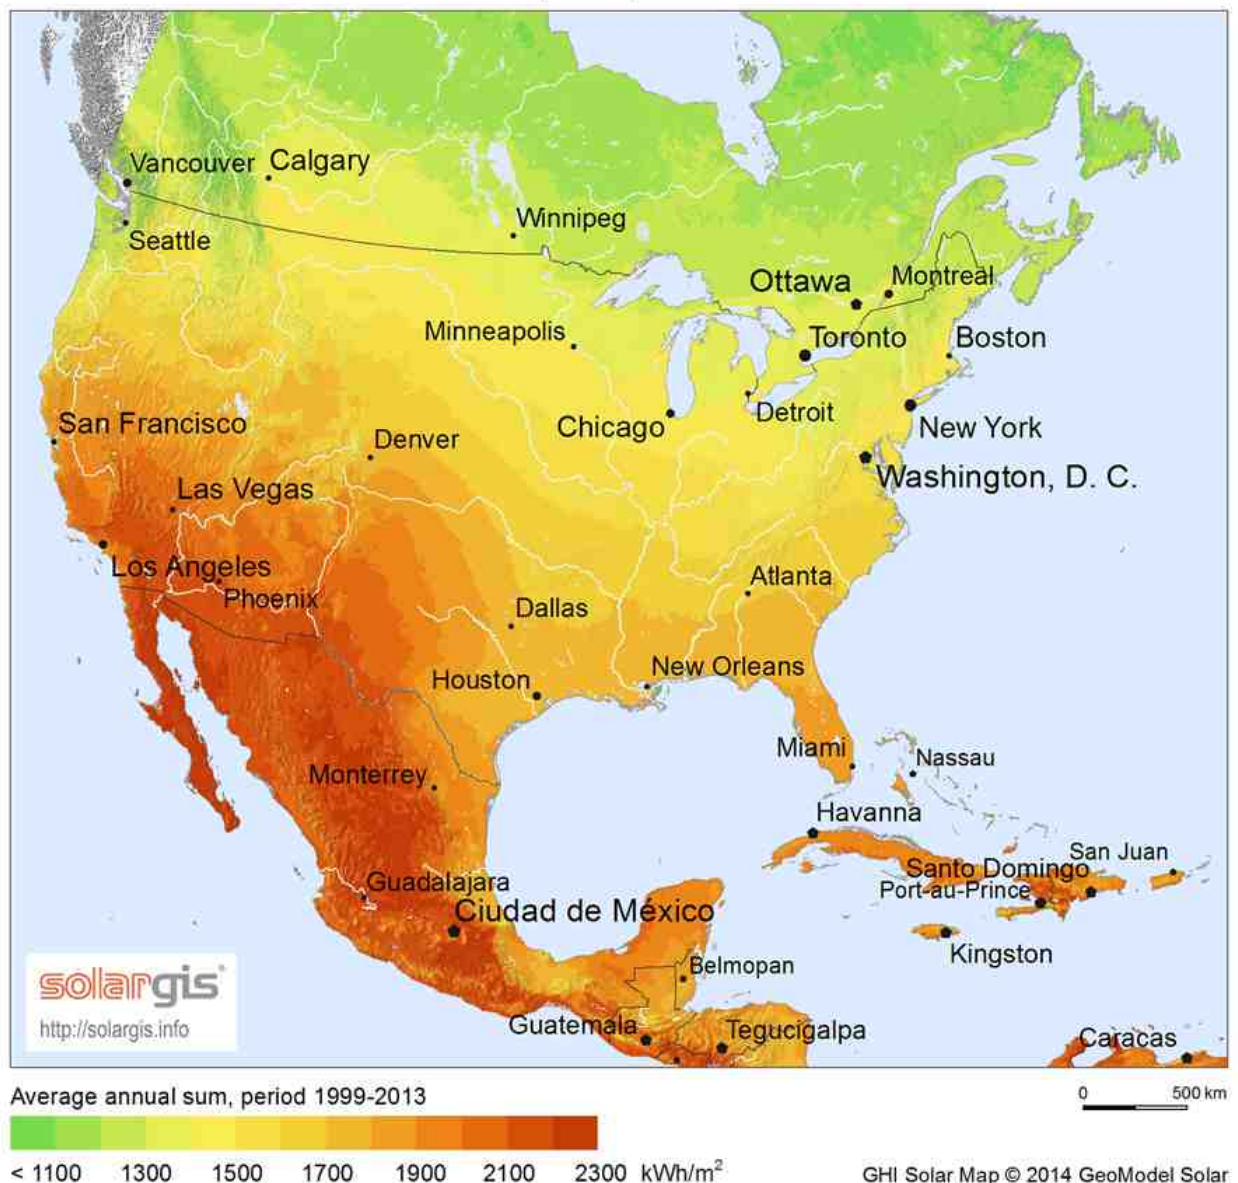 Vancouver
Calgary
Seattle
Winnipeg
Ottawa
Montreal
Minneapolis
Toronto
Boston
San Francisco
Denver
Chicago
Detroit
New York
Las Vegas
Washington, D. C.
Los Angeles
Phoenix
Atlanta
Dallas
Houston
New Orleans
Miami
Nassau
Monterrey
Havanna
San Juan
Santo Domingo
Guadalajara
Port-au-Prince
Ciudad de México
Kingston
Belmopan
solargis®
http://solargis.info
Guatemala
Tegucigalpa
Caracas
Average annual sum, period 1999-2013
0 500 km
< 1100 1300 1500 1700 1900 2100 2300 kWh/m²
GHI Solar Map © 2014 GeoModel Solar